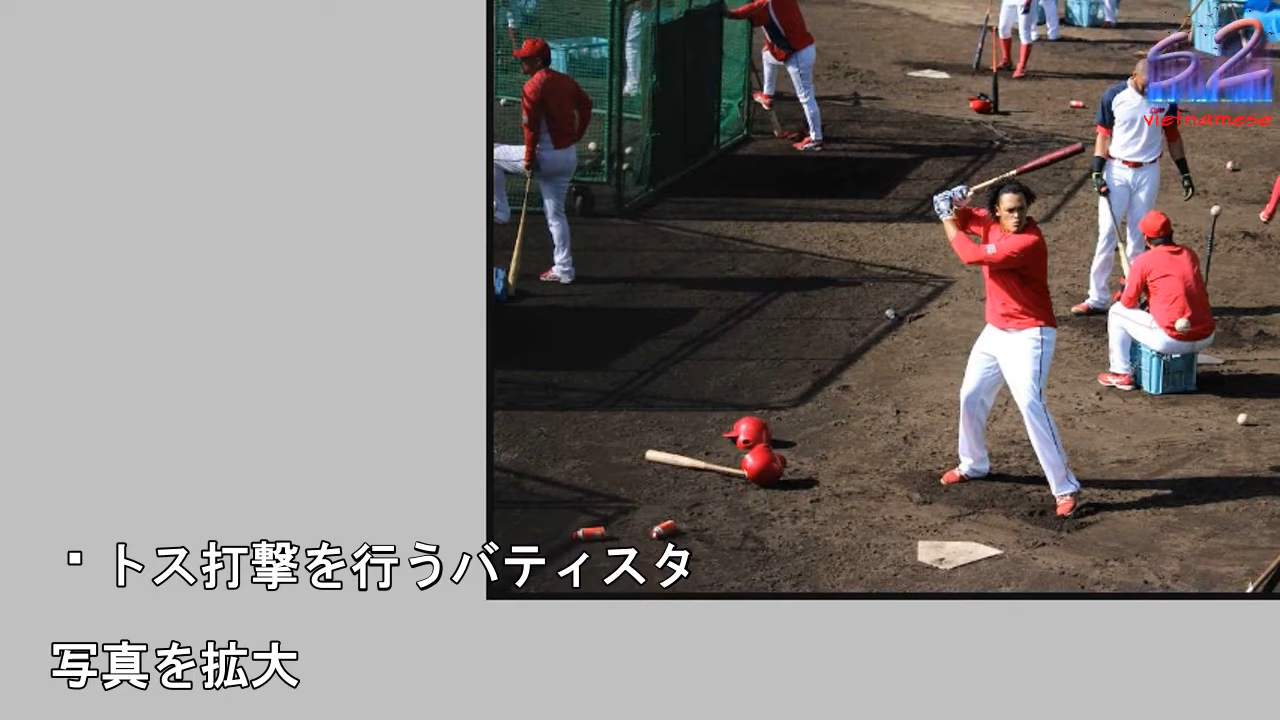 62
vietnamese
・トス打撃を行うバティスタ
写真を拡大